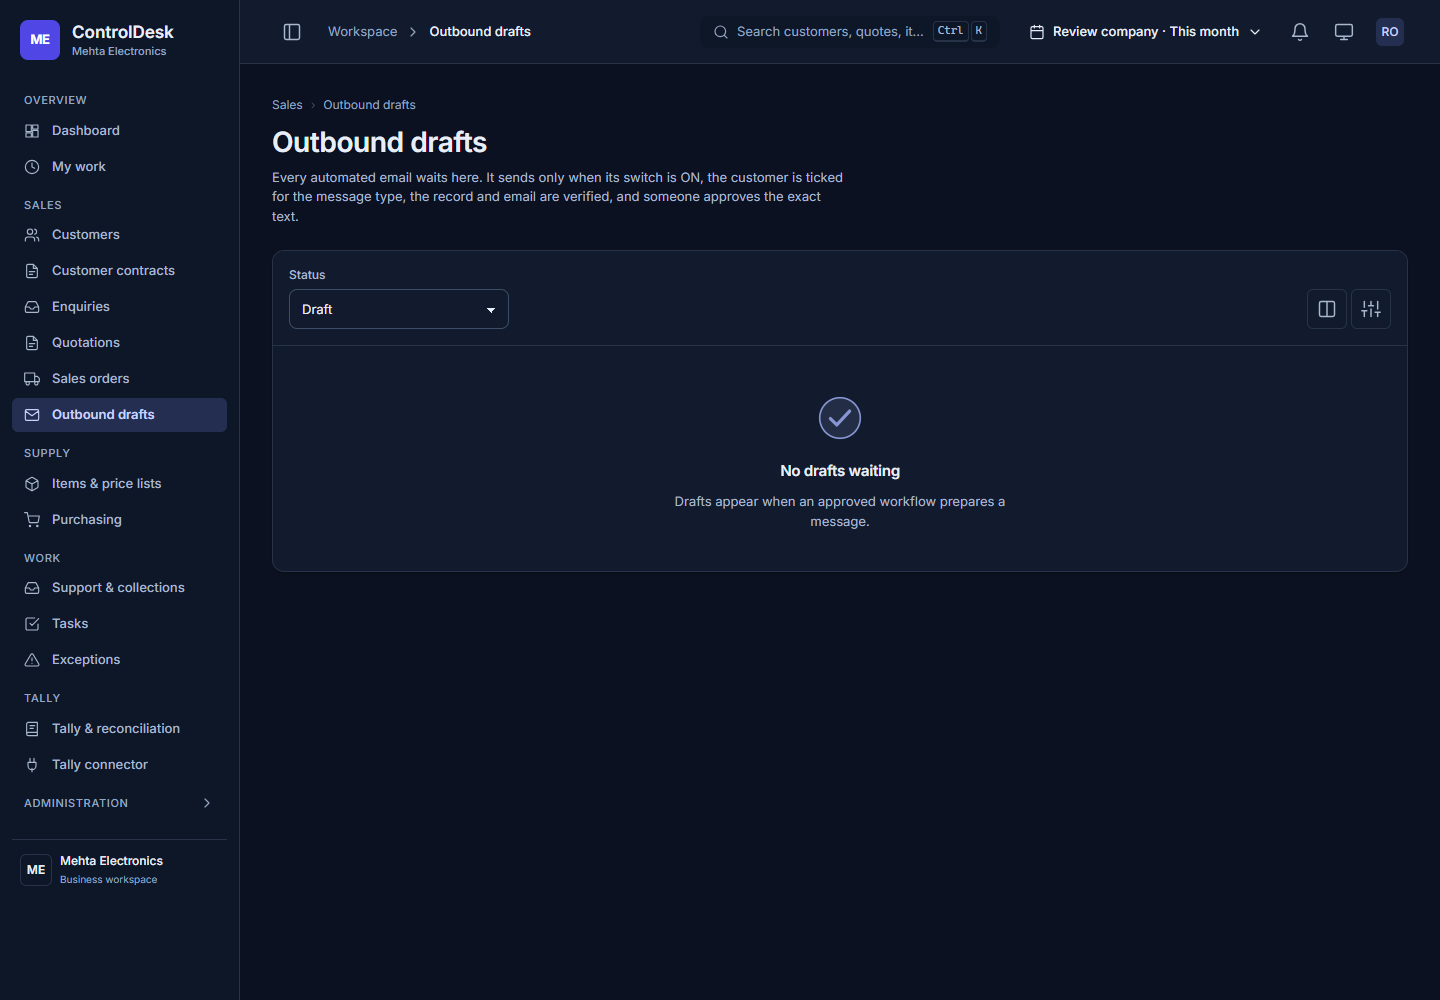 ME
ControlDesk
Mehta Electronics
OVERVIEW
Dashboard
My work
SALES
Customers
Customer contracts
Enquiries
Quotations
Sales orders
Outbound drafts
SUPPLY
Items & price lists
Purchasing
WORK
Support & collections
Tasks
Exceptions
TALLY
Tally & reconciliation
Tally connector
ADMINISTRATION
ME
Mehta Electronics
Business workspace
Workspace
Outbound drafts
Search customers, quotes, it...
Ctrl K
Review company · This month
RO
Sales › Outbound drafts
Outbound drafts
Every automated email waits here. It sends only when its switch is ON, the customer is ticked
for the message type, the record and email are verified, and someone approves the exact
text.
Status
Draft
No drafts waiting
Drafts appear when an approved workflow prepares a
message.